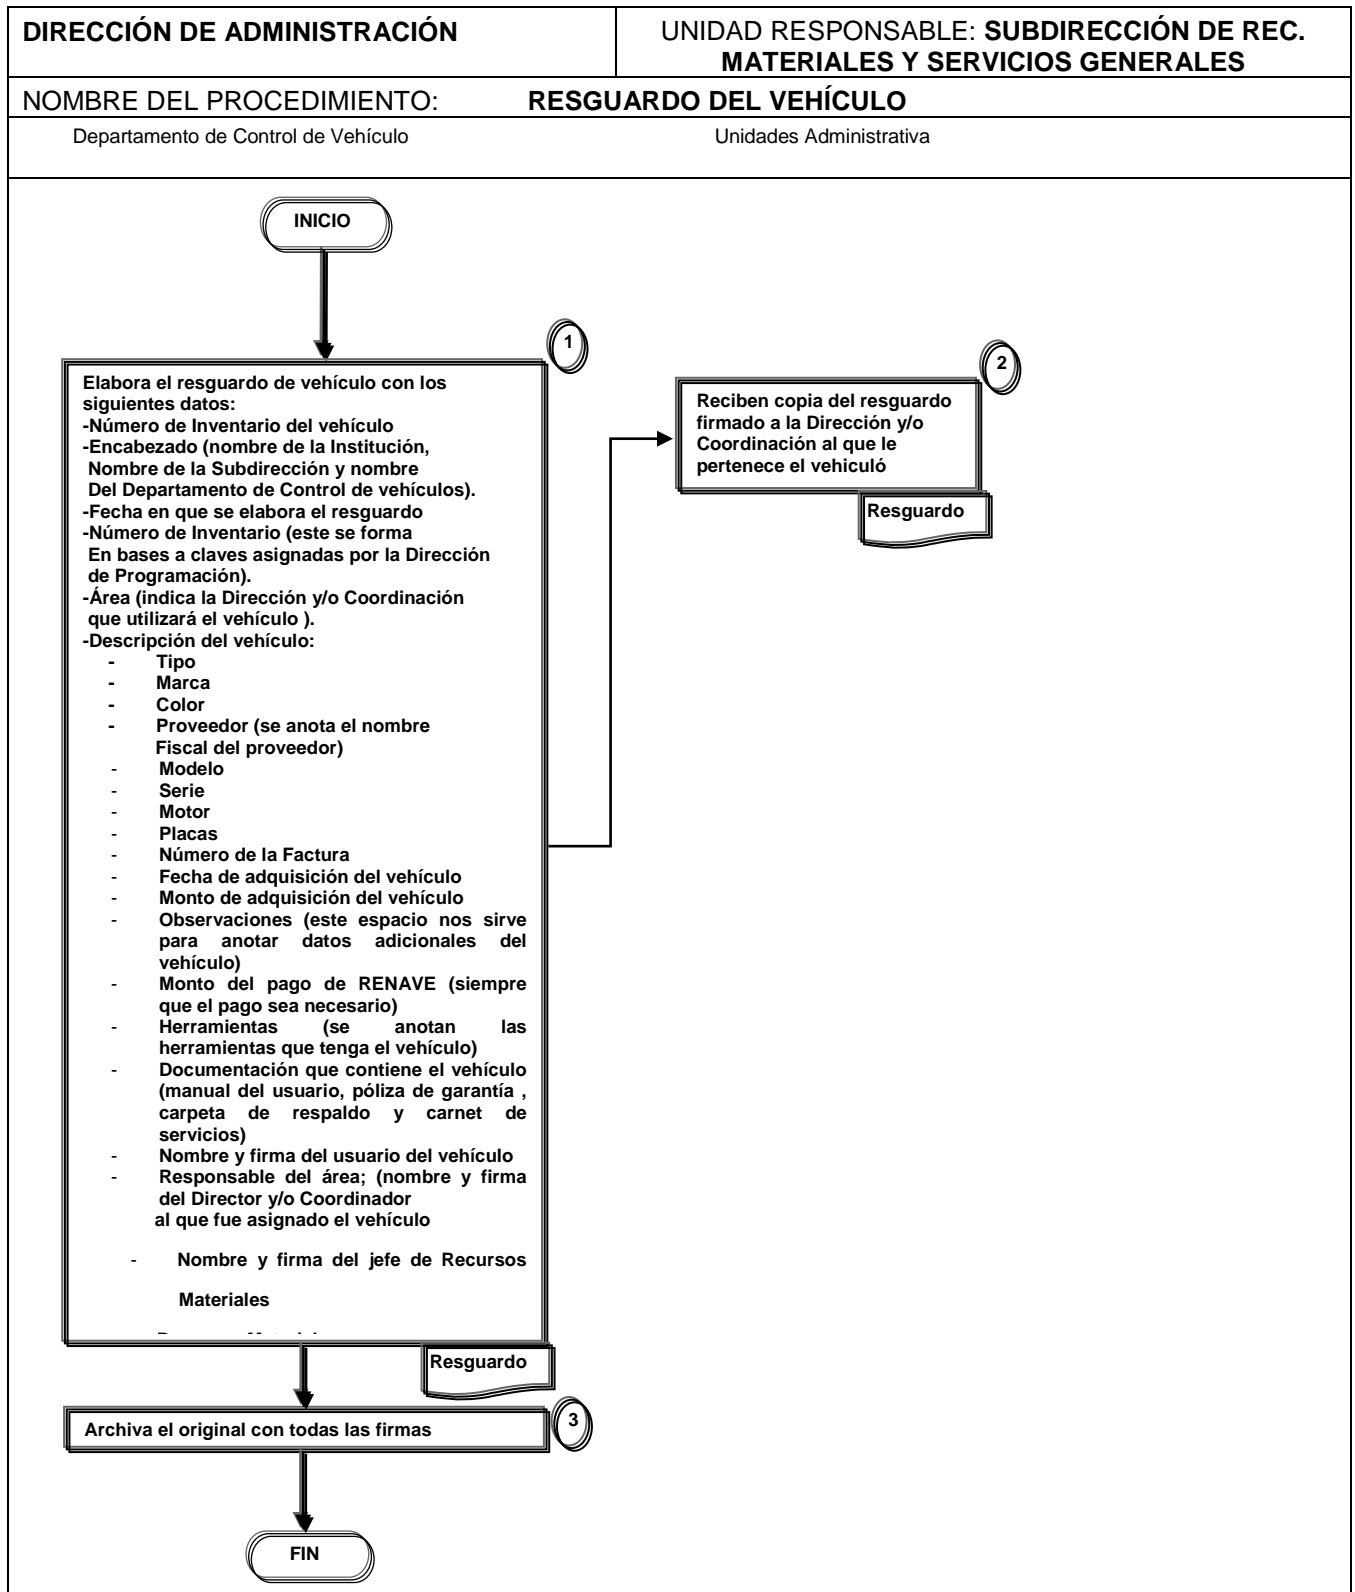 DIRECCIÓN DE ADMINISTRACIÓN
UNIDAD RESPONSABLE: SUBDIRECCIÓN DE REC.
MATERIALES Y SERVICIOS GENERALES
NOMBRE DEL PROCEDIMIENTO: RESGUARDO DEL VEHÍCULO
Departamento de Control de Vehículo
Unidades Administrativa
INICIO
1
Elabora el resguardo de vehículo con los
siguientes datos:
-Número de Inventario del vehículo
-Encabezado (nombre de la Institución,
Nombre de la Subdirección y nombre
Del Departamento de Control de vehículos).
-Fecha en que se elabora el resguardo
-Número de Inventario (este se forma
En bases a claves asignadas por la Dirección
de Programación).
-Área (indica la Dirección y/o Coordinación
que utilizará el vehículo ).
-Descripción del vehículo:
- Tipo
- Marca
- Color
- Proveedor (se anota el nombre
Fiscal del proveedor)
- Modelo
- Serie
- Motor
- Placas
- Número de la Factura
- Fecha de adquisición del vehículo
- Monto de adquisición del vehículo
- Observaciones (este espacio nos sirve
para anotar datos adicionales del
vehículo)
- Monto del pago de RENAVE (siempre
que el pago sea necesario)
- Herramientas (se anotan las
herramientas que tenga el vehículo)
- Documentación que contiene el vehículo
(manual del usuario, póliza de garantía ,
carpeta de respaldo y carnet de
servicios)
- Nombre y firma del usuario del vehículo
- Responsable del área; (nombre y firma
del Director y/o Coordinador
al que fue asignado el vehículo
- Nombre y firma del jefe de Recursos
Materiales
Resguardo
2
Reciben copia del resguardo
firmado a la Dirección y/o
Coordinación al que le
pertenece el vehiculó
Resguardo
3
Archiva el original con todas las firmas
FIN